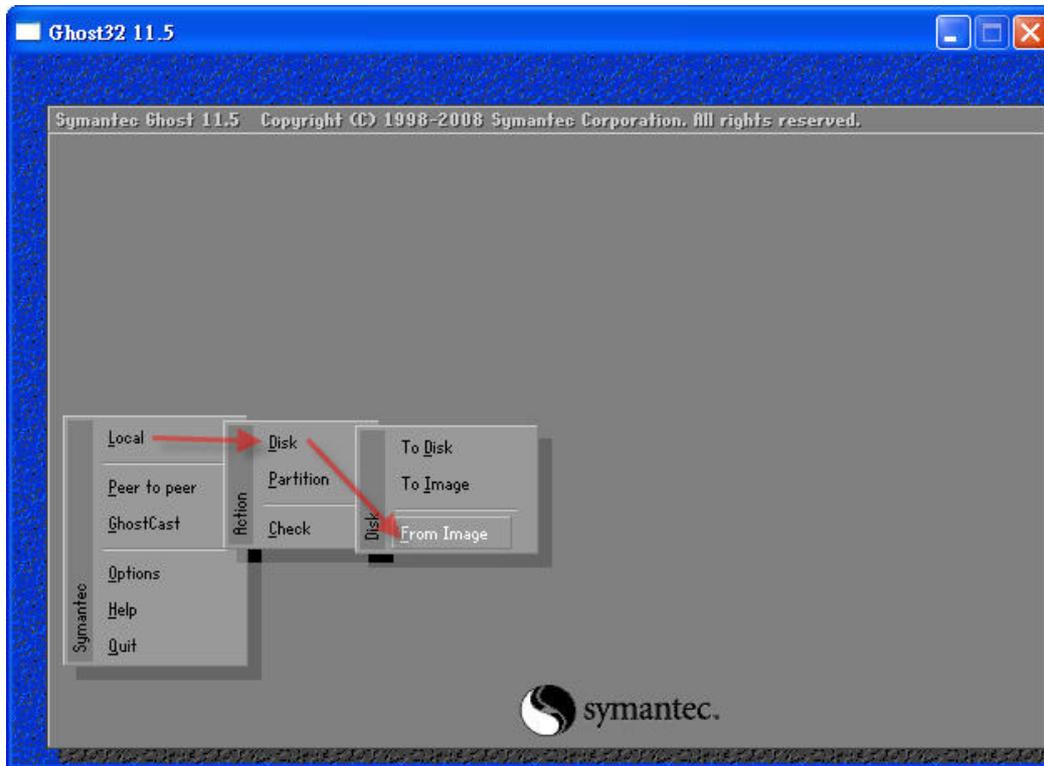 Ghost32 11.5
Symantec Ghost 11.5 Copyright (C) 1998-2008 Symantec Corporation. All rights reserved.
Local
Peer to peer
GhostCast
Options
Help
Quit
Symantec
Disk
Partition
Check
Action
To Disk
To Image
From Image
Disk
symantec.